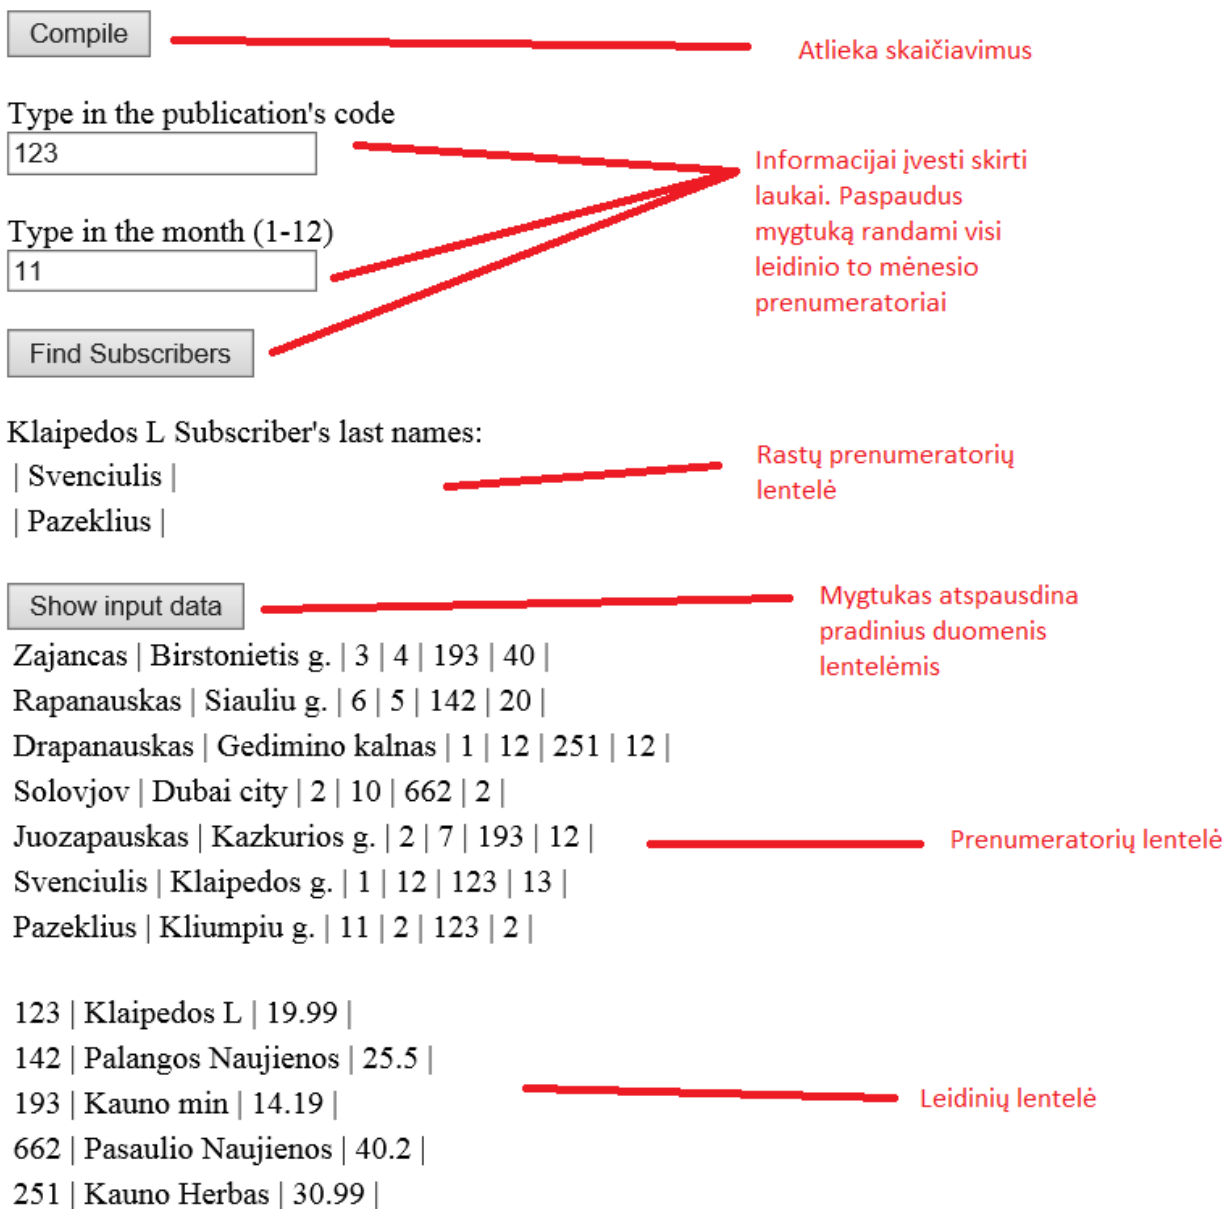 Compile
Atlieka skaičiavimus
Type in the publication's code
123
Informacijai įvesti skirti
laukai. Paspaudus
mygtuką randami visi
leidinio to mėnesio
prenumeratoriai
Type in the month (1-12)
11
Find Subscribers
Klaipedos L Subscriber's last names:
| Svenciulis |
| Pazeklius |
Rastų prenumeratorių
lentelė
Show input data
Mygtukas atspausdina
pradinius duomenis
lentelėmis
Zajancas | Birstonietis g. | 3 | 4 | 193 | 40 |
Rapanauskas | Siauliu g. | 6 | 5 | 142 | 20 |
Drapanauskas | Gedimino kalnas | 1 | 12 | 251 | 12 |
Solovjov | Dubai city | 2 | 10 | 662 | 2 |
Juozapauskas | Kazkurios g. | 2 | 7 | 193 | 12 |
Svenciulis | Klaipedos g. | 1 | 12 | 123 | 13 |
Pazeklius | Kliumpiu g. | 11 | 2 | 123 | 2 |
Prenumeratorių lentelė
123 | Klaipedos L | 19.99 |
142 | Palangos Naujienos | 25.5 |
193 | Kauno min | 14.19 |
662 | Pasaulio Naujienos | 40.2 |
251 | Kauno Herbas | 30.99 |
Leidinių lentelė